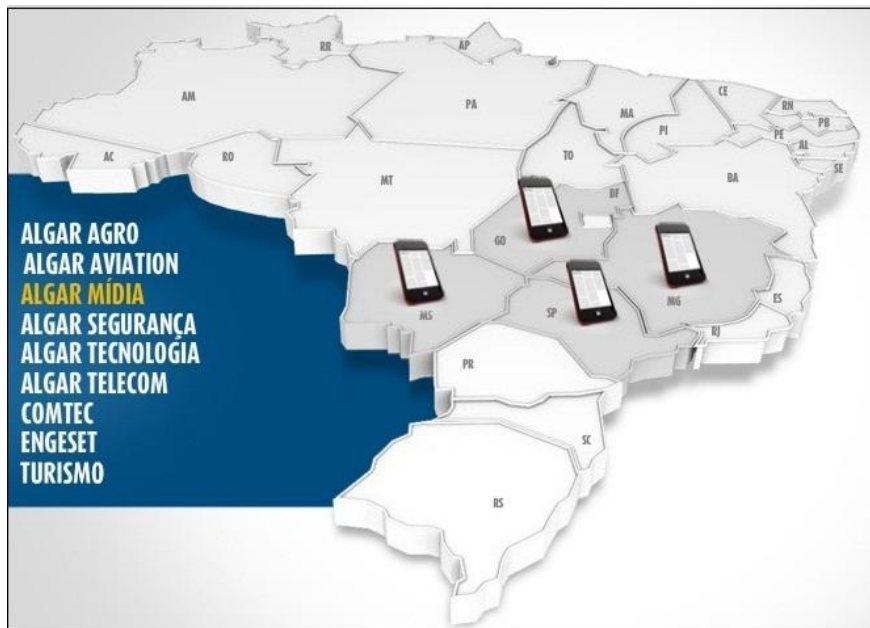 RR
AP
AM
PA
MA
CE
RN
PB
PI
PE
AL
SE
AC
RO
TO
MT
BA
DF
GO
ALGAR AGRO
ALGAR AVIATION
ALGAR MÍDIA
ALGAR SEGURANÇA
ALGAR TECNOLOGIA
ALGAR TELECOM
COMTEC
ENGESET
TURISMO
MS
SP
MG
ES
RJ
PR
SC
RS